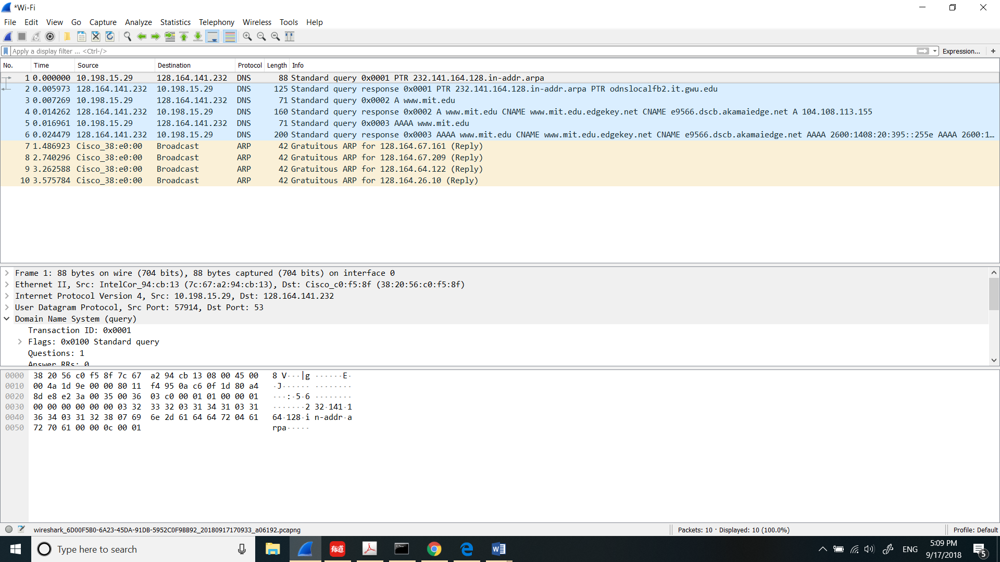 *Wi-Fi
File Edit View Go Capture Analyze Statistics Telephony Wireless Tools Help
Apply a display filter ... <Ctrl-/> Expression... +
No. Time Source Destination Protocol Length Info
1 0.000000 10.198.15.29 128.164.141.232 DNS 88 Standard query 0x0001 PTR 232.141.164.128.in-addr.arpa
2 0.005973 128.164.141.232 10.198.15.29 DNS 125 Standard query response 0x0001 PTR 232.141.164.128.in-addr.arpa PTR odnslocalfb2.it.gwu.edu
3 0.007269 10.198.15.29 128.164.141.232 DNS 71 Standard query 0x0002 A www.mit.edu
4 0.014262 128.164.141.232 10.198.15.29 DNS 160 Standard query response 0x0002 A www.mit.edu CNAME www.mit.edu.edgekey.net CNAME e9566.dscb.akamaiedge.net A 104.108.113.155
5 0.016961 10.198.15.29 128.164.141.232 DNS 71 Standard query 0x0003 AAAA www.mit.edu
6 0.024479 128.164.141.232 10.198.15.29 DNS 200 Standard query response 0x0003 AAAA www.mit.edu CNAME www.mit.edu.edgekey.net CNAME e9566.dscb.akamaiedge.net AAAA 2600:1408:20:395::255e AAAA 2600:1...
7 1.486923 Cisco_38:e0:00 Broadcast ARP 42 Gratuitous ARP for 128.164.67.161 (Reply)
8 2.740296 Cisco_38:e0:00 Broadcast ARP 42 Gratuitous ARP for 128.164.67.209 (Reply)
9 3.262588 Cisco_38:e0:00 Broadcast ARP 42 Gratuitous ARP for 128.164.64.122 (Reply)
10 3.575784 Cisco_38:e0:00 Broadcast ARP 42 Gratuitous ARP for 128.164.26.10 (Reply)
Frame 1: 88 bytes on wire (704 bits), 88 bytes captured (704 bits) on interface 0
Ethernet II, Src: IntelCor_94:cb:13 (7c:67:a2:94:cb:13), Dst: Cisco_c0:f5:8f (38:20:56:c0:f5:8f)
Internet Protocol Version 4, Src: 10.198.15.29, Dst: 128.164.141.232
User Datagram Protocol, Src Port: 57914, Dst Port: 53
Domain Name System (query)
Transaction ID: 0x0001
Flags: 0x0100 Standard query
Questions: 1
Answer RRs: 0
0000 38 20 56 c0 f5 8f 7c 67 a2 94 cb 13 08 00 45 00 8 V···|g ······E·
0010 00 4a 1d 9e 00 00 80 11 f4 95 0a c6 0f 1d 80 a4 ·J······ ········
0020 8d e8 e2 3a 00 35 00 36 03 c0 00 01 01 00 00 01 ···:·5·6 ········
0030 00 00 00 00 00 00 03 32 33 32 03 31 34 31 03 31 ·······2 32·141·1
0040 36 34 03 31 32 38 07 69 6e 2d 61 64 64 72 04 61 64·128·i n-addr·a
0050 72 70 61 00 00 0c 00 01 rpa·····
wireshark_6D00F5B0-6A23-45DA-91DB-5952C0F9BB92_20180917170933_a06192.pcapng Packets: 10 · Displayed: 10 (100.0%) Profile: Default
Type here to search 有道 ENG 5:09 PM
9/17/2018 5